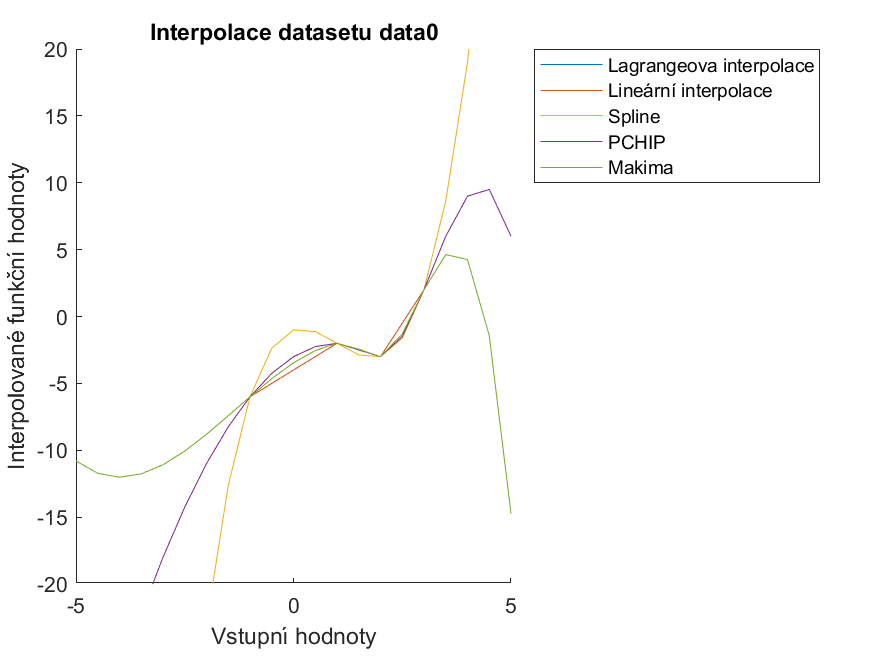 Interpolace datasetu data0
20
15
10
5
0
-5
-10
-15
-20
-5
0
5
Interpolované funkční hodnoty
Vstupní hodnoty
Lagrangeova interpolace
Lineární interpolace
Spline
PCHIP
Makima